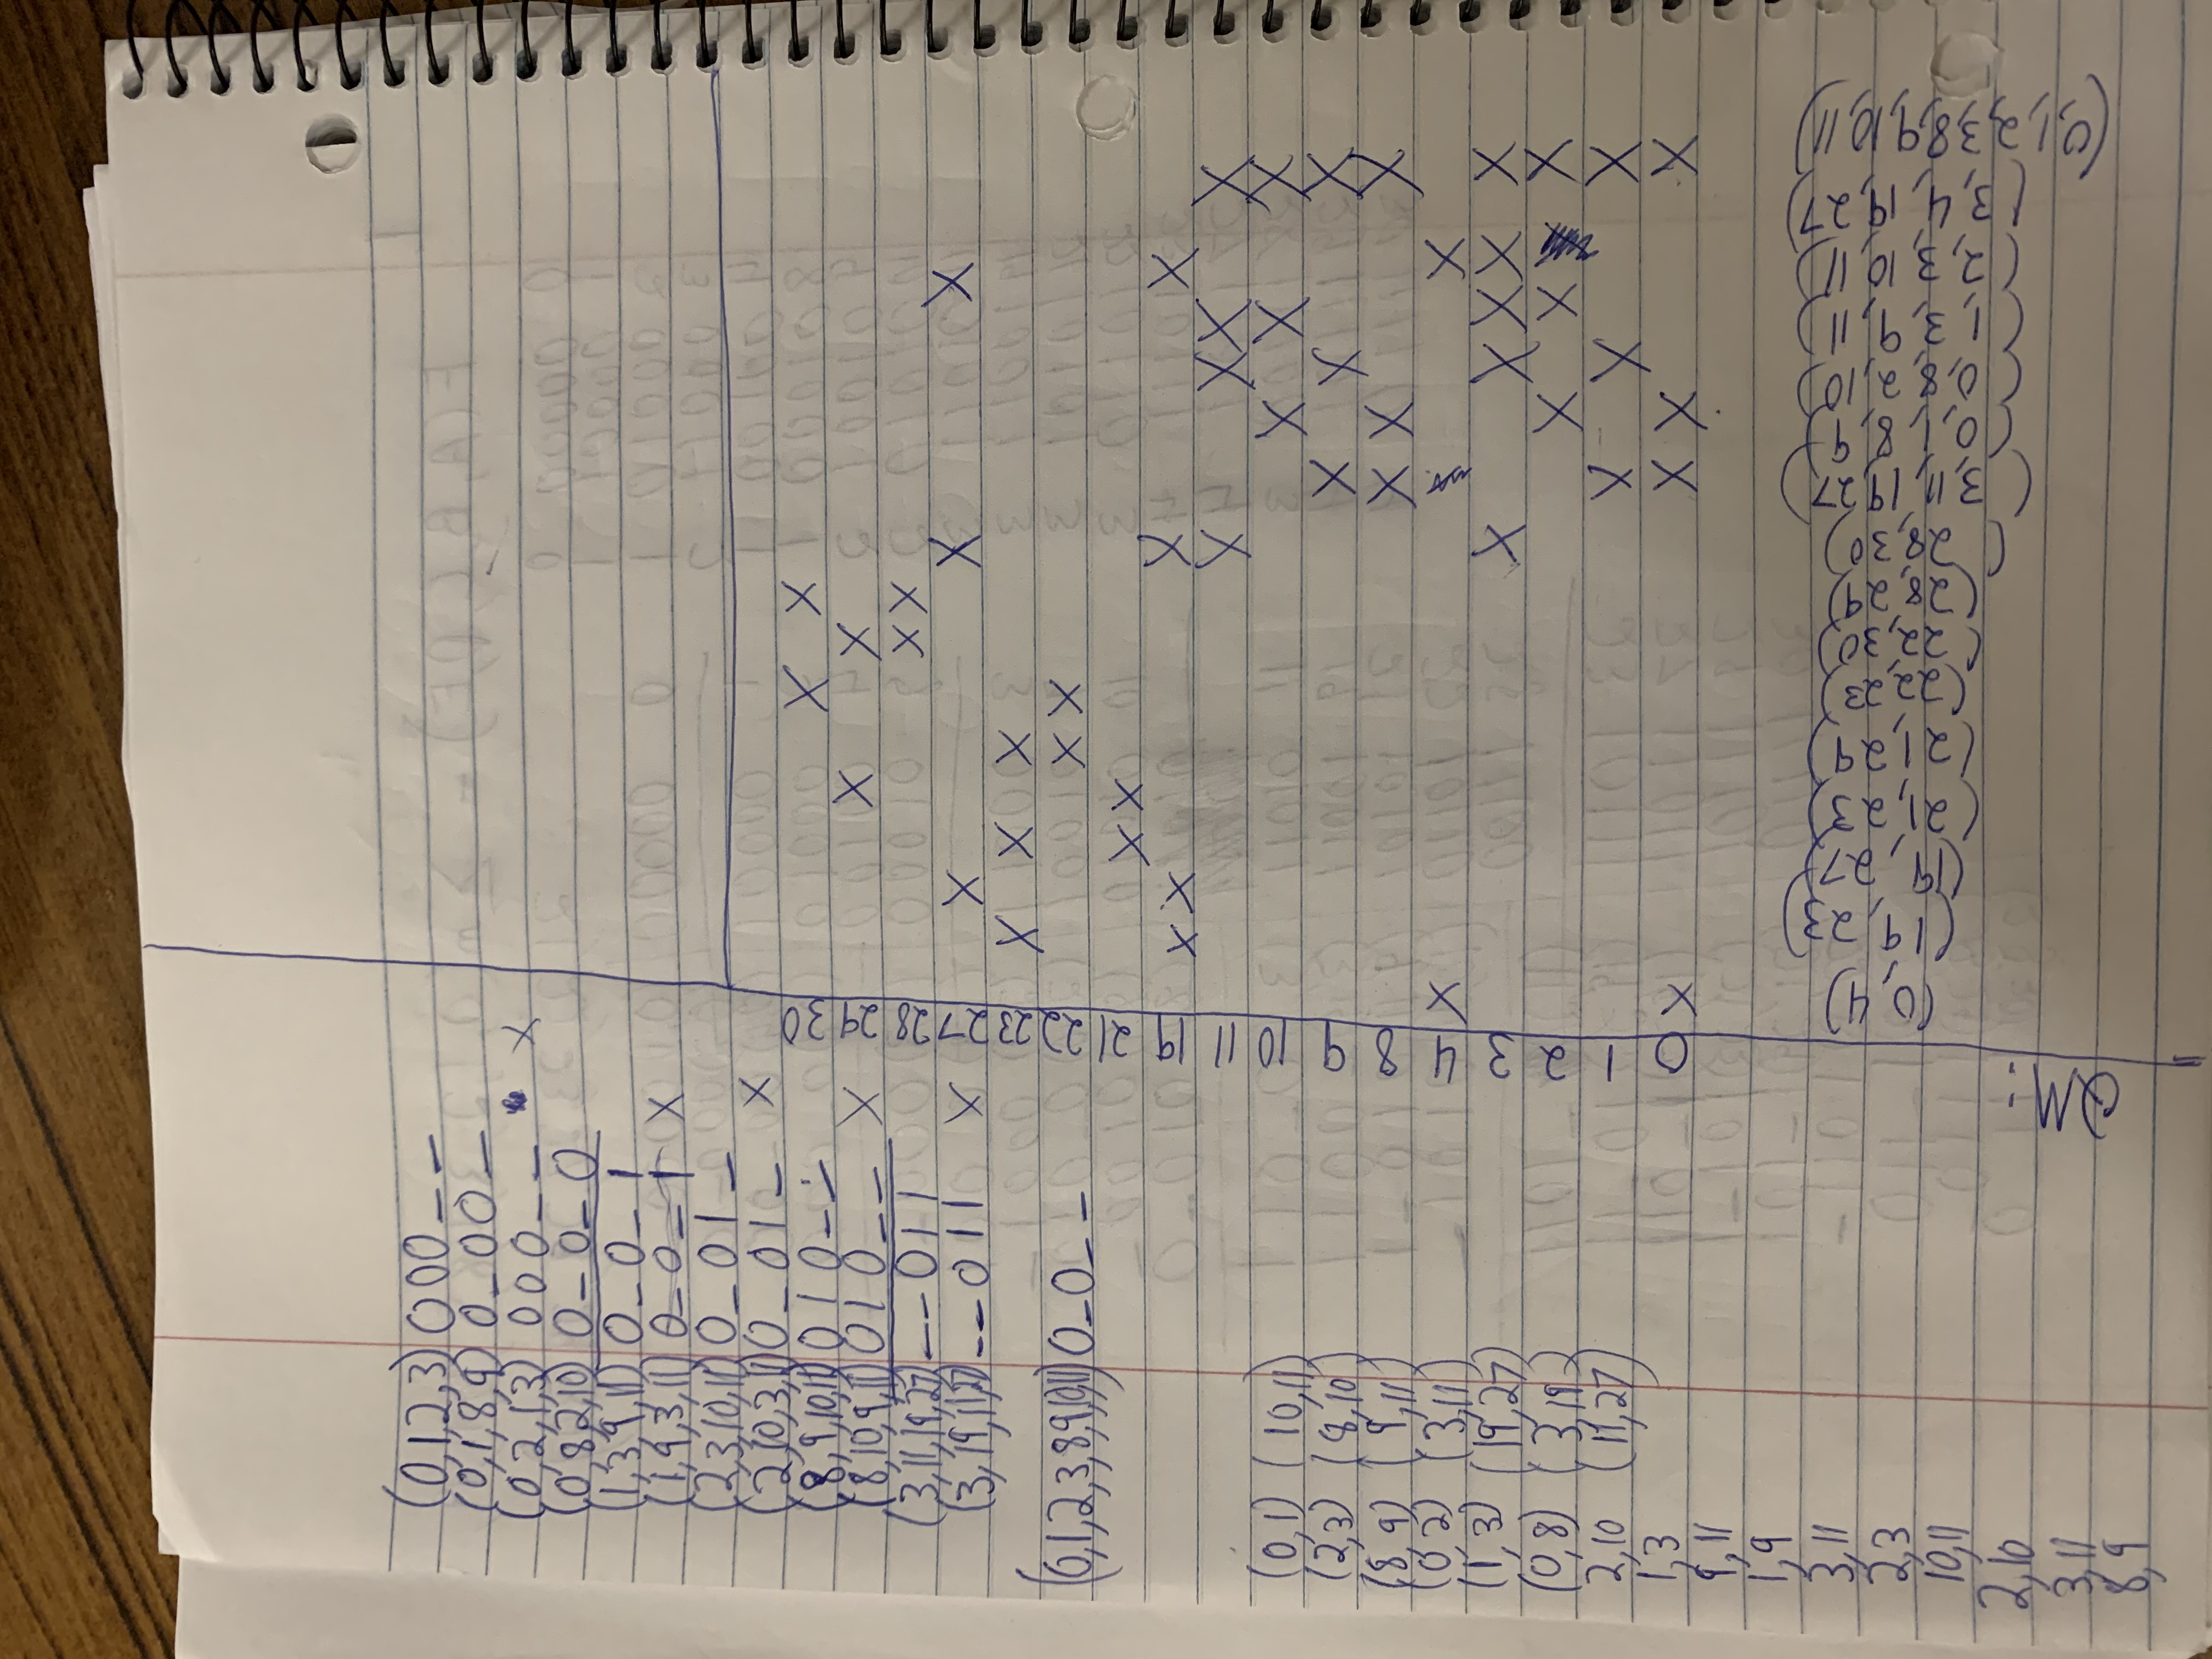 (0,1,2,3) 000__
(0,1,8,9) 0_00_
(0,2,1,3) 000__ X
(0,8,2,10) 0_0_0
(1,3,9,11) 0_0_1
(1,9,3,11) 0_0_1 X
(2,3,10,11) 0_01_
(2,10,3,11) 0_01_ X
(8,9,10,11) 010__
(8,10,9,11) 010__ X
(3,11,19,27) __011
(3,19,11,27) __011 X
(0,1,2,3,8,9,10,11) 0_0__
(0,1) (10,11)
(2,3) (8,10)
(8,9) (9,11)
(0,2) (3,11)
(1,3) (19,27)
(0,8) (3,19)
2,10 (11,27)
1,3
9,11
1,9
3,11
2,3
10,11
2,10
3,11
8,9
QM: 0 1 2 3 4 8 9 10 11 19 21 22 23 27 28 29 30
(0,4) X X
(19,23) X X
(19,27) X X
(21,23) X X
(21,29) X X
(22,23) X X
(22,30) X X
(28,29) X X
(28,30) X X
(3,11,19,27) X X X X
(0,1,8,9) X X X X
(0,8,2,10) X X X X
(1,3,9,11) X X X X
(2,3,10,11) X X X X
(3,4,19,27) X X X X
(0,1,2,3,8,9,10,11) X X X X X X X X